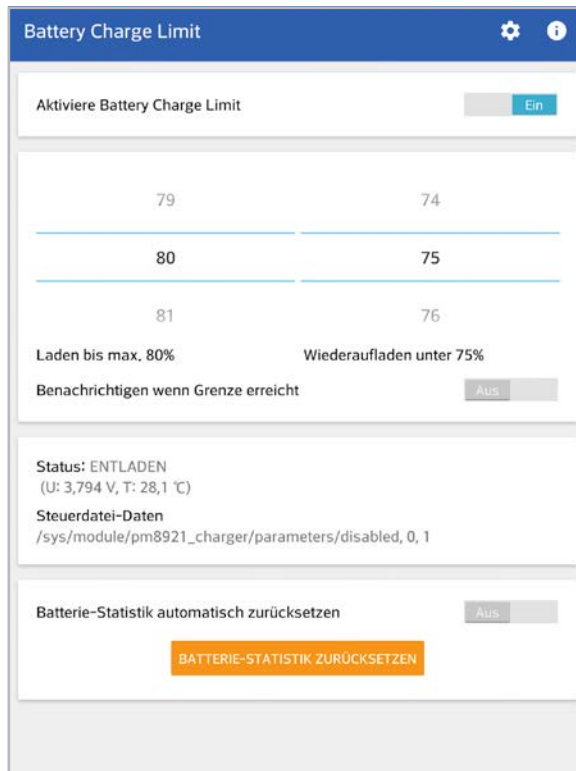 Battery Charge Limit
Aktiviere Battery Charge Limit Ein
79 74
80 75
81 76
Laden bis max. 80% Wiederaufladen unter 75%
Benachrichtigen wenn Grenze erreicht Aus
Status: ENTLADEN
(U: 3,794 V, T: 28,1 °C)
Steuerdatei-Daten
/sys/module/pm8921_charger/parameters/disabled, 0, 1
Batterie-Statistik automatisch zurücksetzen Aus
BATTERIE-STATISTIK ZURÜCKSETZEN